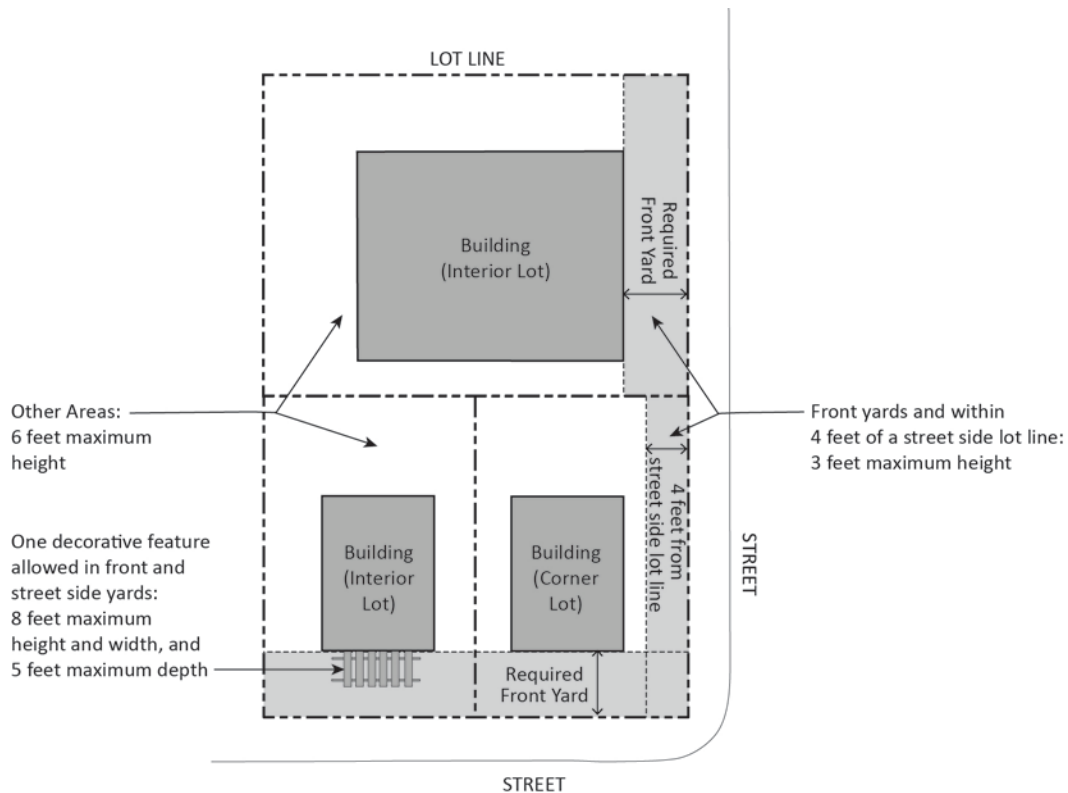 LOT LINE
Required
Front Yard
Building
(Interior Lot)
Other Areas:
6 feet maximum
height
Front yards and within
4 feet of a street side lot line:
3 feet maximum height
4 feet from
street side lot line
One decorative feature
allowed in front and
street side yards:
8 feet maximum
height and width, and
5 feet maximum depth
Building
(Interior
Lot)
Building
(Corner
Lot)
STREET
Required
Front Yard
STREET